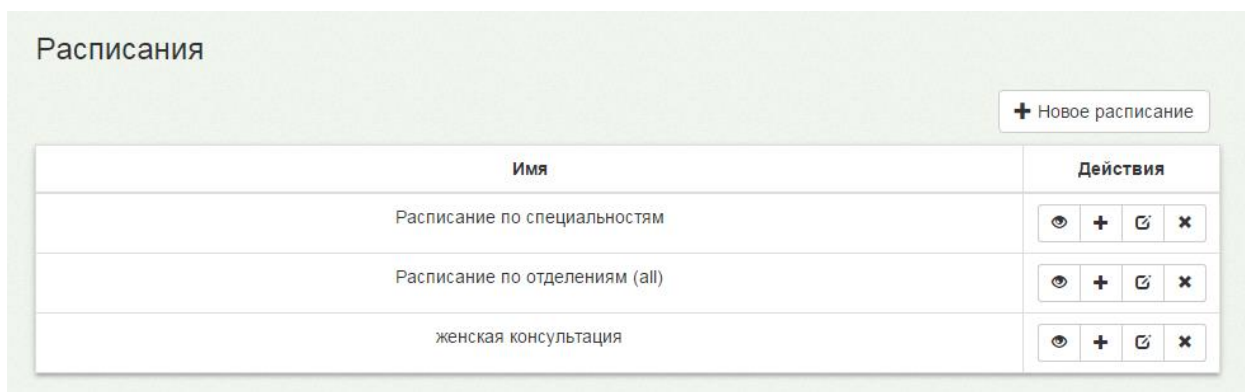 Расписания
Новое расписание
Имя Действия
Расписание по специальностям
Расписание по отделениям (all)
женская консультация